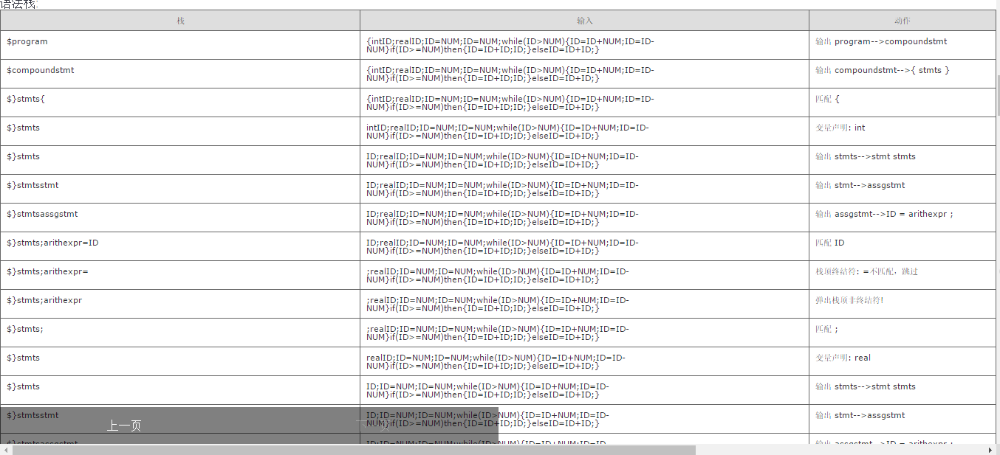 语法栈:
栈 输入 动作
$program {intID;realID;ID=NUM;ID=NUM;while(ID>NUM){ID=ID+NUM;ID=ID- 输出 program-->compoundstmt
NUM}if(ID>=NUM)then{ID=ID+ID;ID;}elseID=ID+ID;}
$compoundstmt {intID;realID;ID=NUM;ID=NUM;while(ID>NUM){ID=ID+NUM;ID=ID- 输出 compoundstmt-->{ stmts }
NUM}if(ID>=NUM)then{ID=ID+ID;ID;}elseID=ID+ID;}
$}stmts{ {intID;realID;ID=NUM;ID=NUM;while(ID>NUM){ID=ID+NUM;ID=ID- 匹配 {
NUM}if(ID>=NUM)then{ID=ID+ID;ID;}elseID=ID+ID;}
$}stmts intID;realID;ID=NUM;ID=NUM;while(ID>NUM){ID=ID+NUM;ID=ID- 变量声明: int
NUM}if(ID>=NUM)then{ID=ID+ID;ID;}elseID=ID+ID;}
$}stmts ID;realID;ID=NUM;ID=NUM;while(ID>NUM){ID=ID+NUM;ID=ID- 输出 stmts-->stmt stmts
NUM}if(ID>=NUM)then{ID=ID+ID;ID;}elseID=ID+ID;}
$}stmtsstmt ID;realID;ID=NUM;ID=NUM;while(ID>NUM){ID=ID+NUM;ID=ID- 输出 stmt-->assgstmt
NUM}if(ID>=NUM)then{ID=ID+ID;ID;}elseID=ID+ID;}
$}stmtsassgstmt ID;realID;ID=NUM;ID=NUM;while(ID>NUM){ID=ID+NUM;ID=ID- 输出 assgstmt-->ID = arithexpr ;
NUM}if(ID>=NUM)then{ID=ID+ID;ID;}elseID=ID+ID;}
$}stmts;arithexpr=ID ID;realID;ID=NUM;ID=NUM;while(ID>NUM){ID=ID+NUM;ID=ID- 匹配 ID
NUM}if(ID>=NUM)then{ID=ID+ID;ID;}elseID=ID+ID;}
$}stmts;arithexpr= ;realID;ID=NUM;ID=NUM;while(ID>NUM){ID=ID+NUM;ID=ID- 栈顶终结符: =不匹配，跳过
NUM}if(ID>=NUM)then{ID=ID+ID;ID;}elseID=ID+ID;}
$}stmts;arithexpr ;realID;ID=NUM;ID=NUM;while(ID>NUM){ID=ID+NUM;ID=ID- 弹出栈顶非终结符!
NUM}if(ID>=NUM)then{ID=ID+ID;ID;}elseID=ID+ID;}
$}stmts; ;realID;ID=NUM;ID=NUM;while(ID>NUM){ID=ID+NUM;ID=ID- 匹配 ;
NUM}if(ID>=NUM)then{ID=ID+ID;ID;}elseID=ID+ID;}
$}stmts realID;ID=NUM;ID=NUM;while(ID>NUM){ID=ID+NUM;ID=ID- 变量声明: real
NUM}if(ID>=NUM)then{ID=ID+ID;ID;}elseID=ID+ID;}
$}stmts ID;ID=NUM;ID=NUM;while(ID>NUM){ID=ID+NUM;ID=ID- 输出 stmts-->stmt stmts
NUM}if(ID>=NUM)then{ID=ID+ID;ID;}elseID=ID+ID;}
$}stmtsstmt ID;ID=NUM;ID=NUM;while(ID>NUM){ID=ID+NUM;ID=ID- 输出 stmt-->assgstmt
NUM}if(ID>=NUM)then{ID=ID+ID;ID;}elseID=ID+ID;}
上一页 下一页
$}stmtsassgstmt ID;ID=NUM;ID=NUM;while(ID>NUM){ID=ID+NUM;ID=ID- 输出 assgstmt-->ID = arithexpr ;